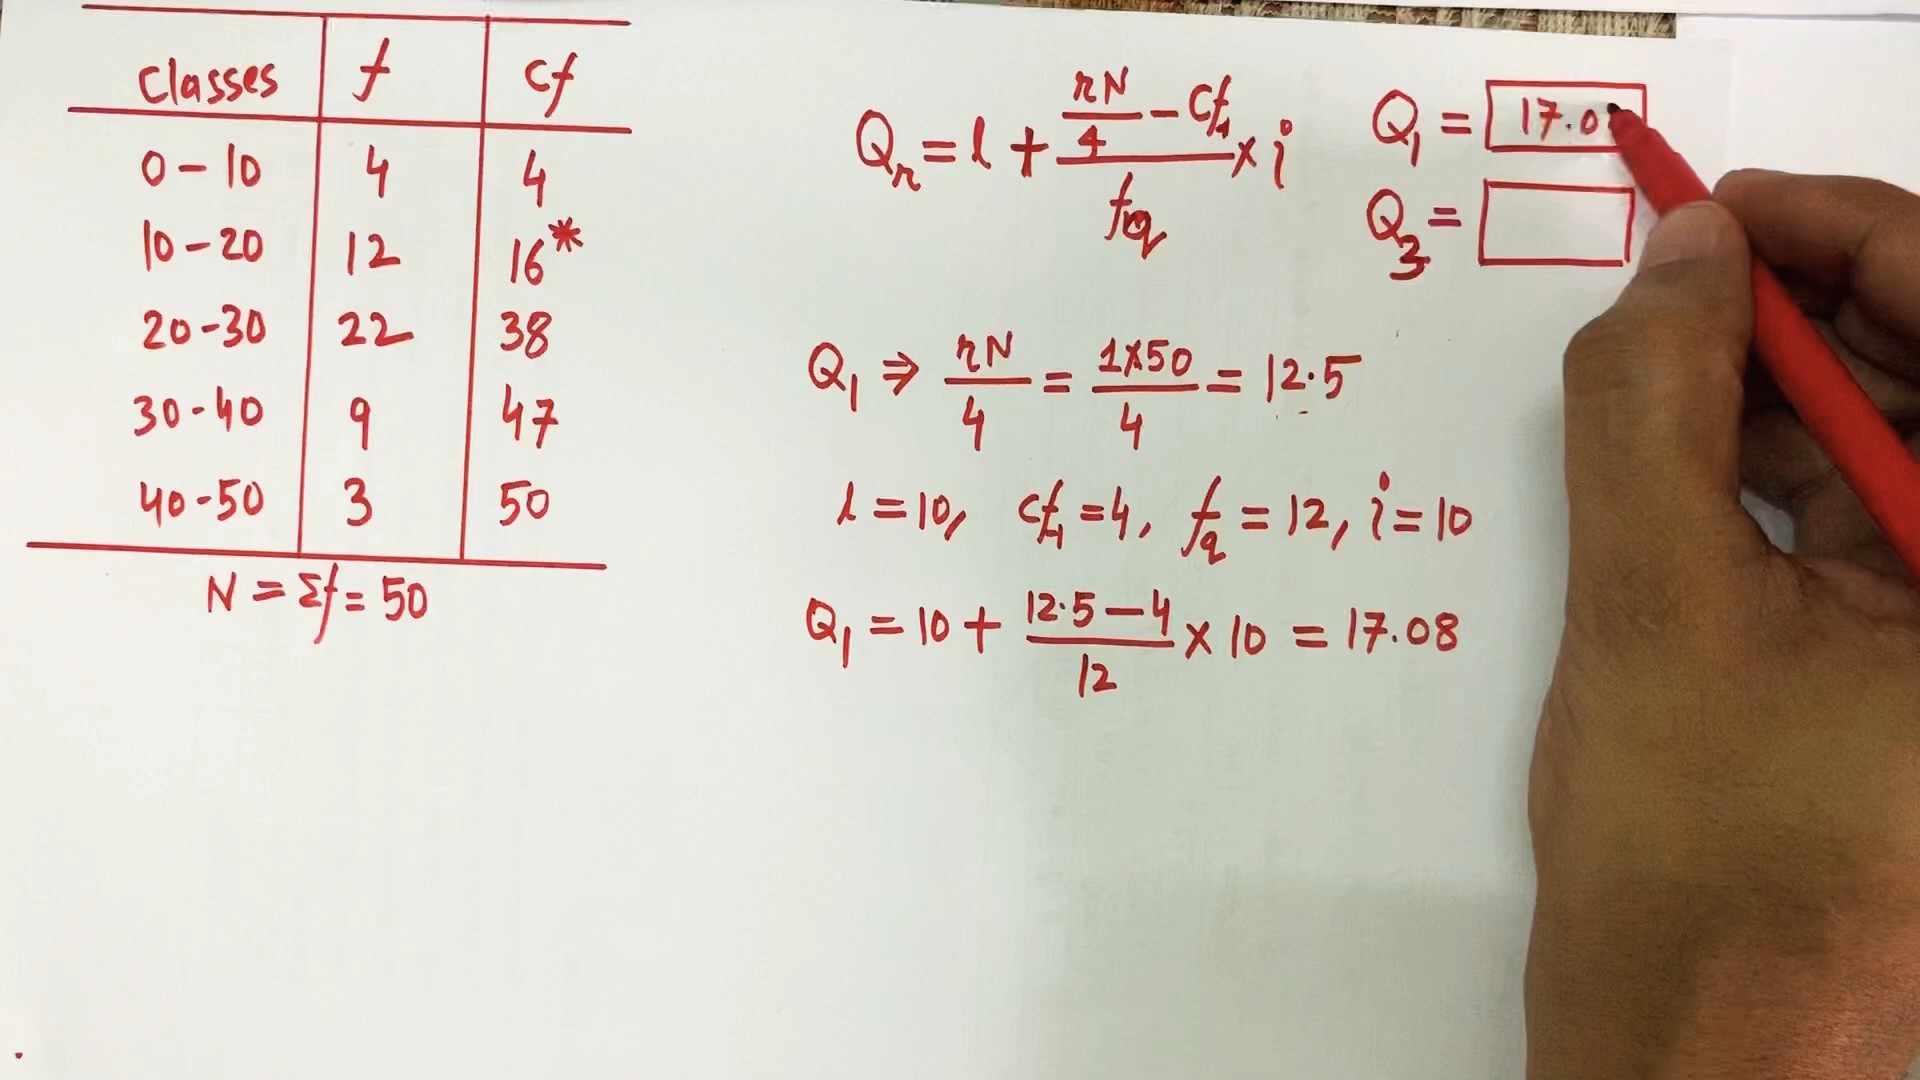 Classes f cf
0-10 4 4
10-20 12 16*
20-30 22 38
30-40 9 47
40-50 3 50
N = Σf = 50
Qr = l + (rN/4 - Cf1)/fq × i
Q1 = 17.0
Q3 =
Q1 ⇒ rN/4 = 1×50/4 = 12.5
l = 10, cf1 = 4, fq = 12, i = 10
Q1 = 10 + (12.5 - 4)/12 × 10 = 17.08